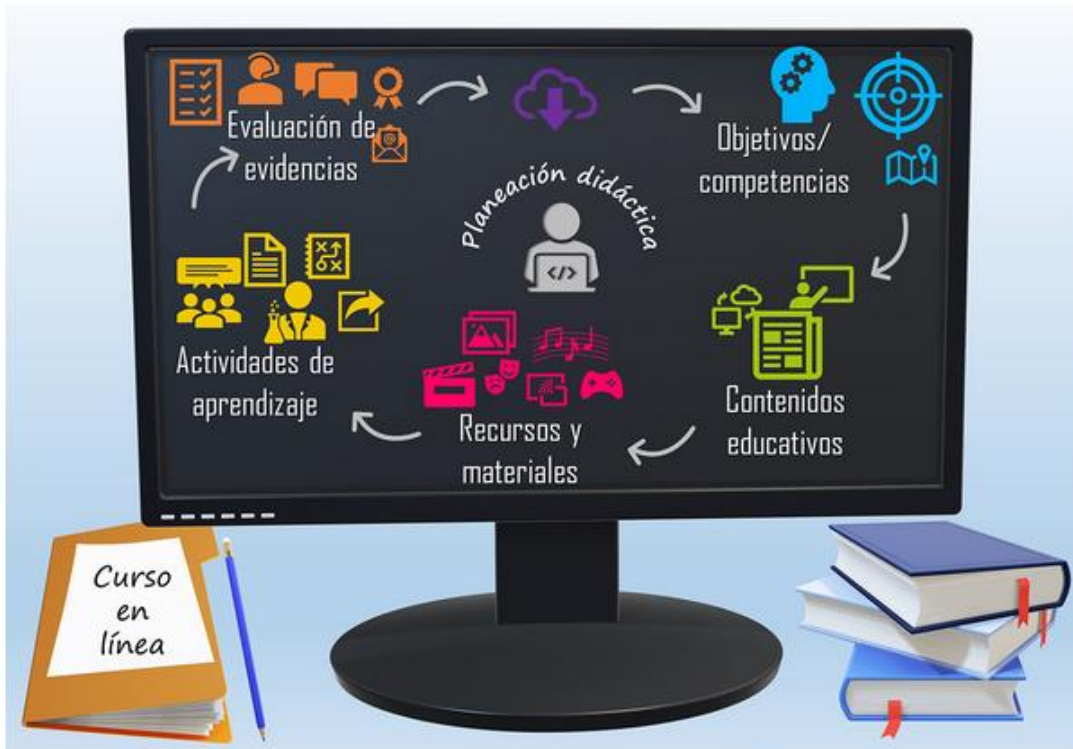 Evaluación de
evidencias
Objetivos/
competencias
Planeación didáctica
</>
Actividades de
aprendizaje
Recursos y
materiales
Contenidos
educativos
Curso
en
línea